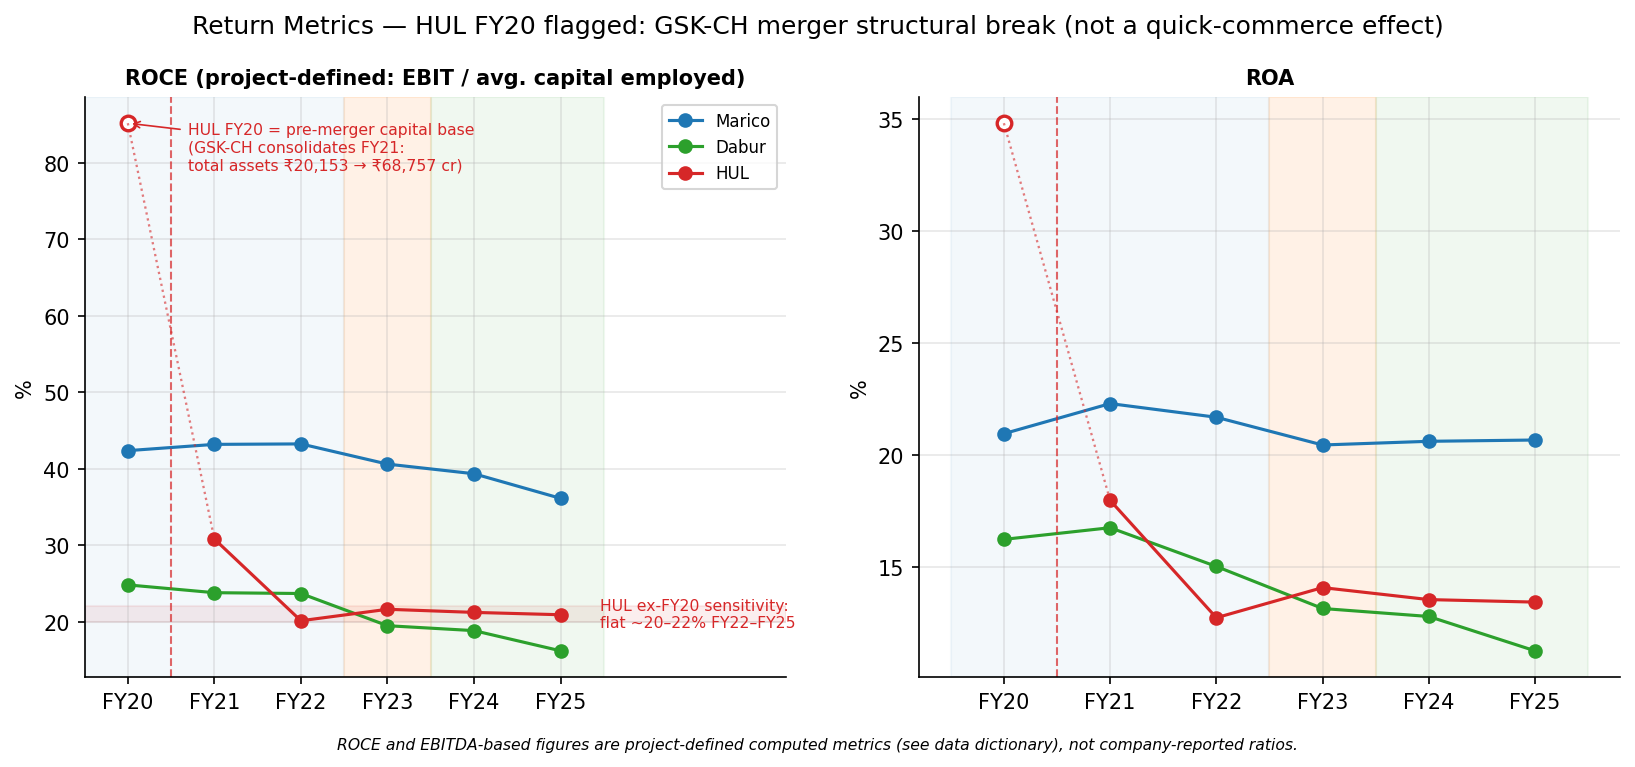 Return Metrics — HUL FY20 flagged: GSK-CH merger structural break (not a quick-commerce effect)
ROCE (project-defined: EBIT / avg. capital employed)
%
80
70
60
50
40
30
20
HUL FY20 = pre-merger capital base
(GSK-CH consolidates FY21:
total assets ₹20,153 → ₹68,757 cr)
Marico
Dabur
HUL
HUL ex-FY20 sensitivity:
flat ~20–22% FY22–FY25
FY20 FY21 FY22 FY23 FY24 FY25
ROA
%
35
30
25
20
15
FY20 FY21 FY22 FY23 FY24 FY25
ROCE and EBITDA-based figures are project-defined computed metrics (see data dictionary), not company-reported ratios.